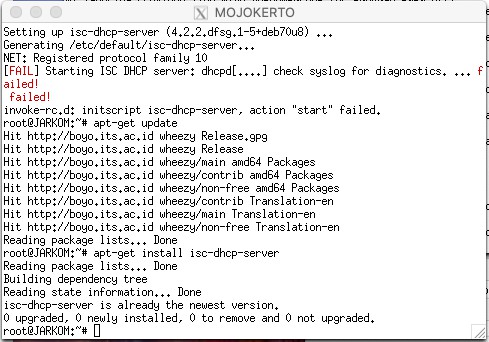 MOJOKERTO
Setting up isc-dhcp-server (4.2.2.dfsg.1-5+deb70u8) ...
Generating /etc/default/isc-dhcp-server...
NET: Registered protocol family 10
[FAIL] Starting ISC DHCP server: dhcpd[....] check syslog for diagnostics. ... f
ailed!
 failed!
invoke-rc.d: initscript isc-dhcp-server, action "start" failed.
root@JARKOM:~# apt-get update
Hit http://boyo.its.ac.id wheezy Release.gpg
Hit http://boyo.its.ac.id wheezy Release
Hit http://boyo.its.ac.id wheezy/main amd64 Packages
Hit http://boyo.its.ac.id wheezy/contrib amd64 Packages
Hit http://boyo.its.ac.id wheezy/non-free amd64 Packages
Hit http://boyo.its.ac.id wheezy/contrib Translation-en
Hit http://boyo.its.ac.id wheezy/main Translation-en
Hit http://boyo.its.ac.id wheezy/non-free Translation-en
Reading package lists... Done
root@JARKOM:~# apt-get install isc-dhcp-server
Reading package lists... Done
Building dependency tree
Reading state information... Done
isc-dhcp-server is already the newest version.
0 upgraded, 0 newly installed, 0 to remove and 0 not upgraded.
root@JARKOM:~#